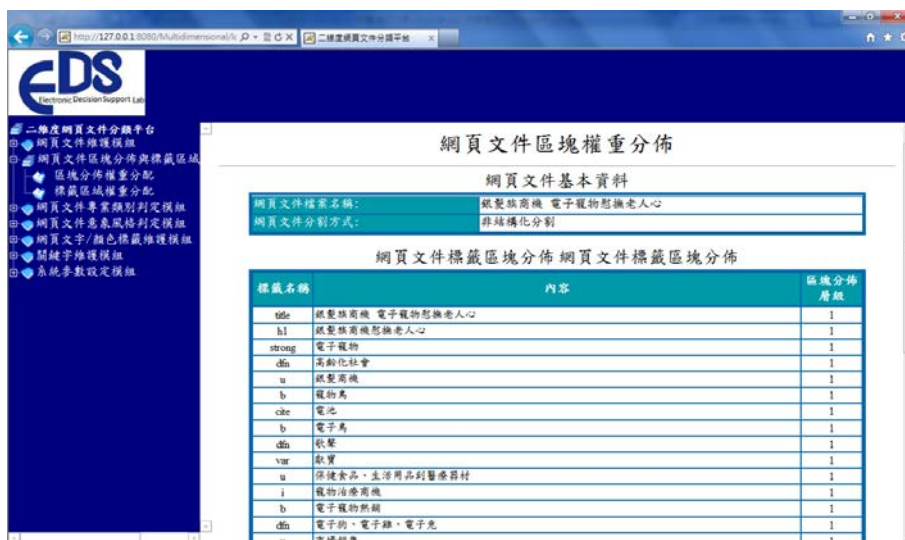 http://127.0.0.1:8080/Multidimensional/k
二維度網頁文件分類平台
EDS
Electronic Decision Support Lab
二維度網頁文件分類平台
網頁文件維護模組
網頁文件區塊分佈與標籤區域
區塊分佈權重分配
標籤區域權重分配
網頁文件專業類別判定模組
網頁文件意象風格判定模組
網頁文字/顏色標籤維護模組
關鍵字維護模組
系統參數設定模組
網頁文件區塊權重分佈
網頁文件基本資料
網頁文件檔案名稱: 銀髮族商機 電子寵物慰撫老人心
網頁文件分割方式: 非結構化分割
網頁文件標籤區塊分佈 網頁文件標籤區塊分佈
標籤名稱 內容 區塊分佈層級
title 銀髮族商機 電子寵物慰撫老人心 1
h1 銀髮族商機慰撫老人心 1
strong 電子寵物 1
dfn 高齡化社會 1
u 銀髮商機 1
b 寵物鳥 1
cite 電池 1
b 電子鳥 1
dfn 歌聲 1
var 獻寶 1
u 保健食品、生活用品到醫療器材 1
i 寵物治療商機 1
b 電子寵物熱銷 1
dfn 電子狗、電子雞、電子兔 1